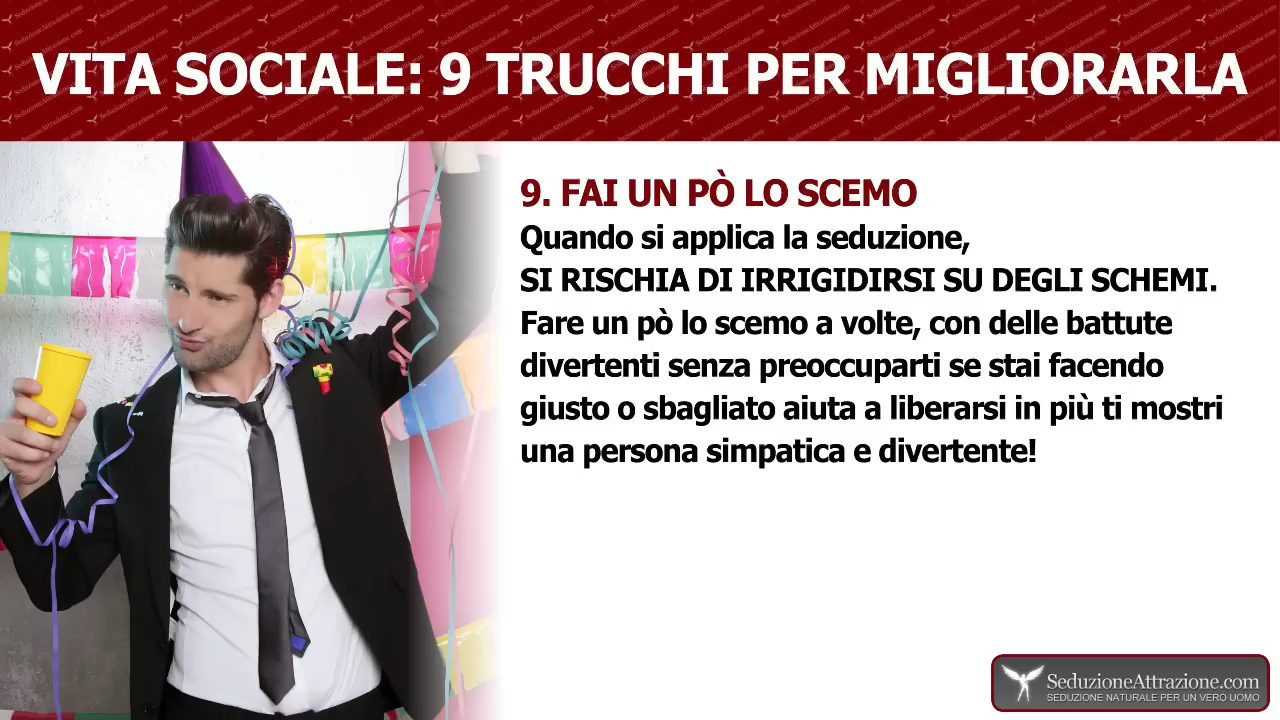 VITA SOCIALE: 9 TRUCCHI PER MIGLIORARLA
9. FAI UN PÒ LO SCEMO
Quando si applica la seduzione,
SI RISCHIA DI IRRIGIDIRSI SU DEGLI SCHEMI.
Fare un pò lo scemo a volte, con delle battute
divertenti senza preoccuparti se stai facendo
giusto o sbagliato aiuta a liberarsi in più ti mostri
una persona simpatica e divertente!
SeduzioneAttrazione.com
SEDUZIONE NATURALE PER UN VERO UOMO